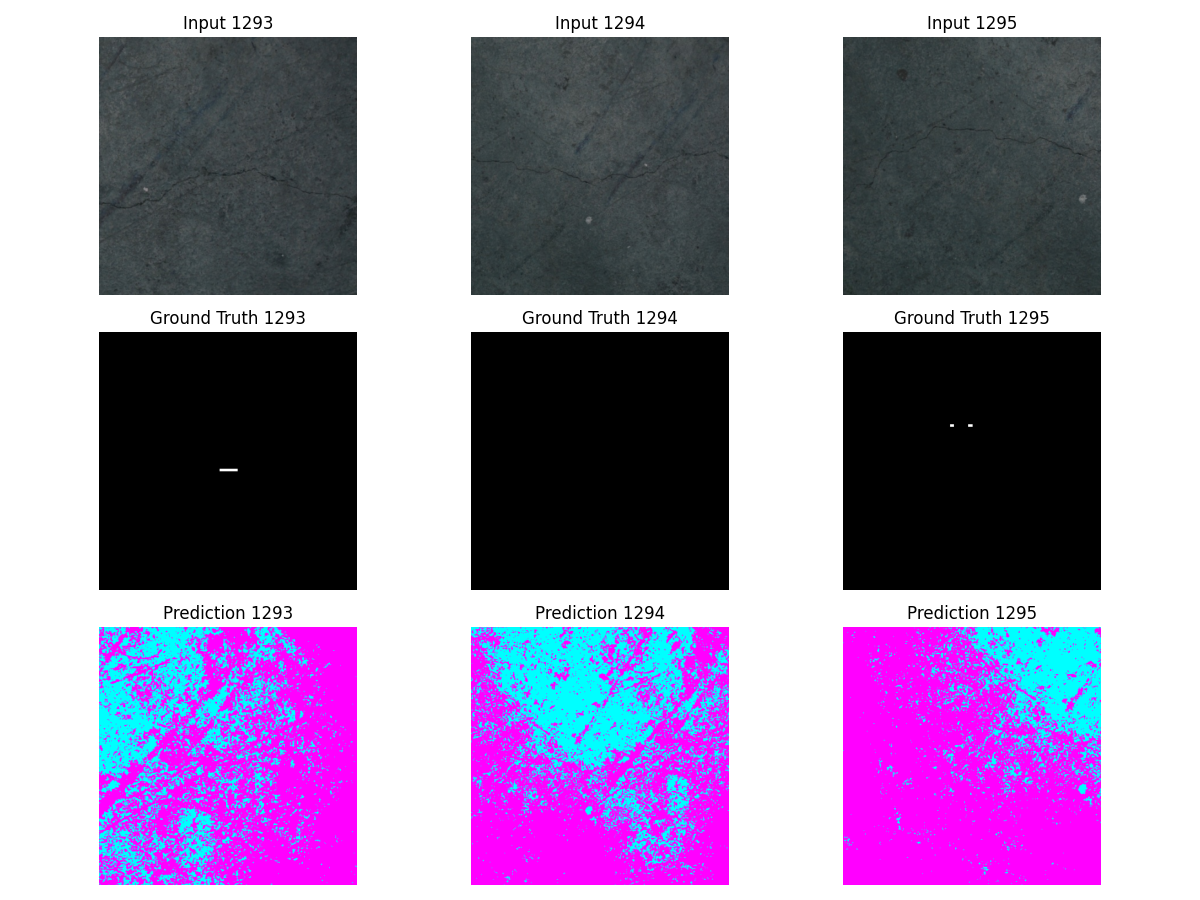 Input 1293
Input 1294
Input 1295
Ground Truth 1293
Ground Truth 1294
Ground Truth 1295
Prediction 1293
Prediction 1294
Prediction 1295